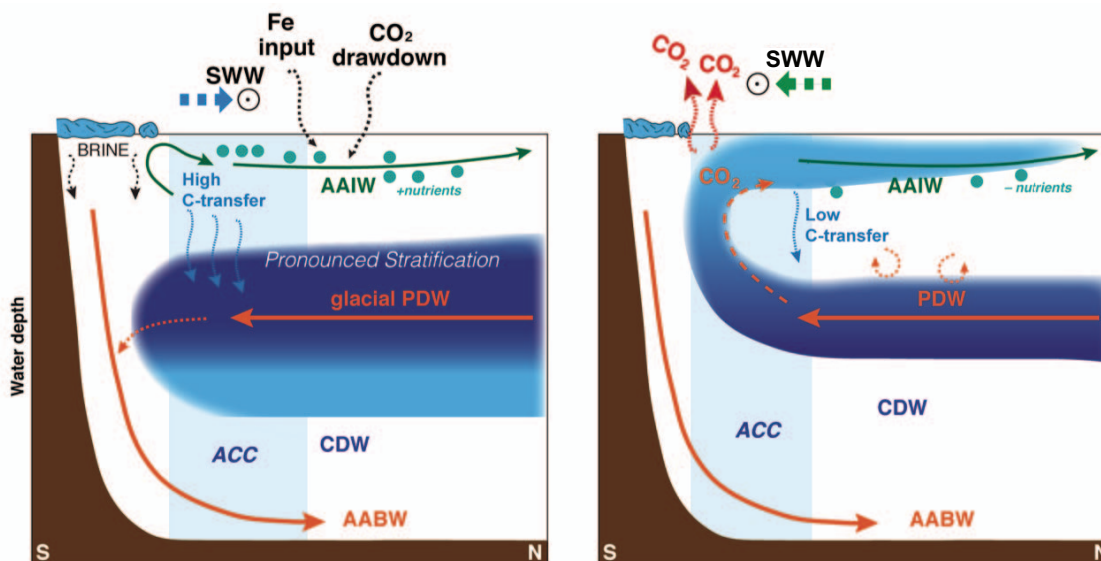 Fe
input
CO₂
drawdown
SWW
BRINE
High
C-transfer
AAIW
+nutrients
Pronounced Stratification
glacial PDW
Water depth
ACC
CDW
AABW
S
N
CO₂
CO₂
SWW
CO₂
AAIW
– nutrients
Low
C-transfer
PDW
CDW
ACC
AABW
S
N